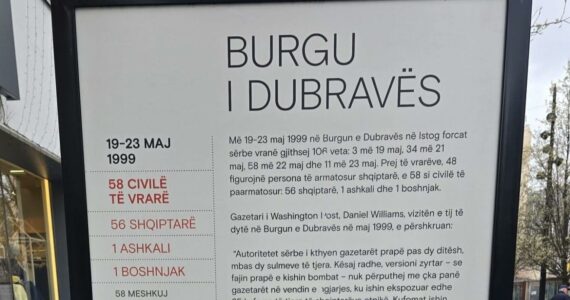 BURGU
I DUBRAVËS
19-23 MAJ
1999
58 CIVILË
TË VRARË
56 SHQIPTARË
1 ASHKALI
1 BOSHNJAK
58 MESHKUJ
Më 19-23 maj 1999 në Burgun e Dubravës në Istog forcat
sërbe vranë gjithsej 106 veta: 3 më 19 maj, 34 më 21
maj, 58 më 22 maj dhe 11 më 23 maj. Prej të vrarëve, 48
figurojnë persona të armatosur shqiptarë, e 58 si civilë të
paarmatosur: 56 shqiptarë, 1 ashkali dhe 1 boshnjak.
Gazetari i Washington Post, Daniel Williams, vizitën e tij të
dytë në Burgun e Dubravës në maj 1999, e përshkruan:
"Autoritetet sërbe i kthyen gazetarët prapë pas dy ditësh,
mbas dy sulmeve të tjera. Kësaj radhe, versioni zyrtar – se
fajin prapë e kishin bombat – nuk përputhej me çka panë
gazetarët në vendin e ngjarjes, ku ishin ekspozuar edhe